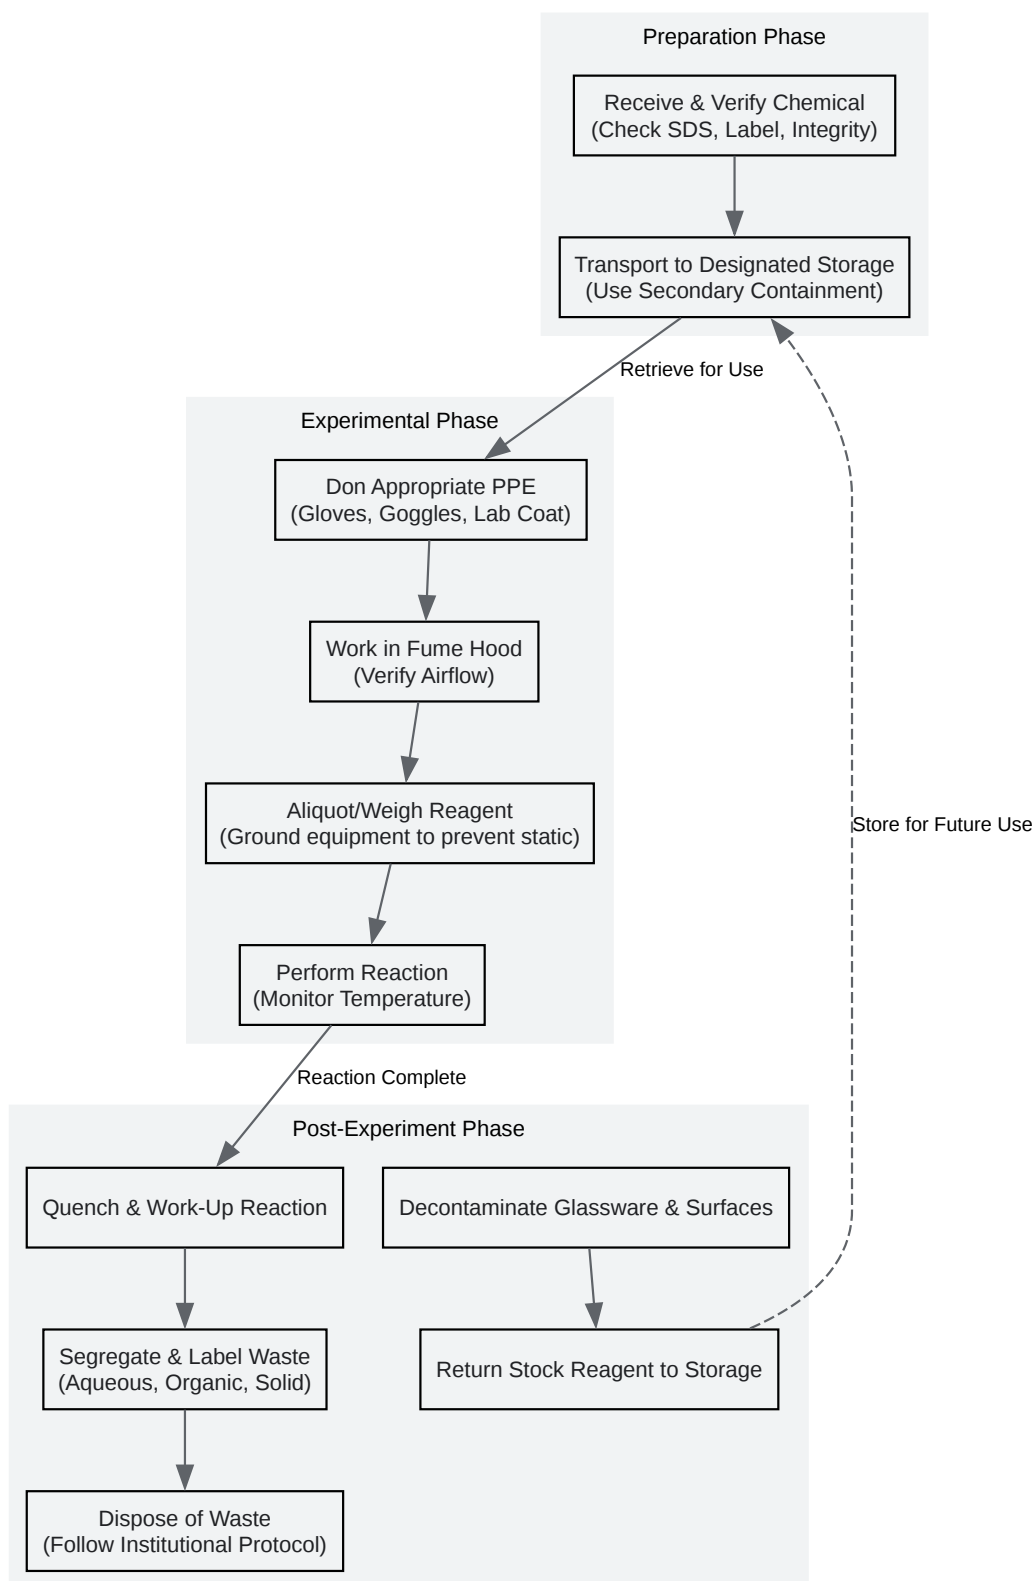 Preparation Phase
Receive & Verify Chemical
(Check SDS, Label, Integrity)
Transport to Designated Storage
(Use Secondary Containment)
Retrieve for Use
Experimental Phase
Don Appropriate PPE
(Gloves, Goggles, Lab Coat)
Work in Fume Hood
(Verify Airflow)
Aliquot/Weigh Reagent
(Ground equipment to prevent static)
Store for Future Use
Perform Reaction
(Monitor Temperature)
Reaction Complete
Post-Experiment Phase
Quench & Work-Up Reaction
Decontaminate Glassware & Surfaces
Segregate & Label Waste
(Aqueous, Organic, Solid)
Return Stock Reagent to Storage
Dispose of Waste
(Follow Institutional Protocol)